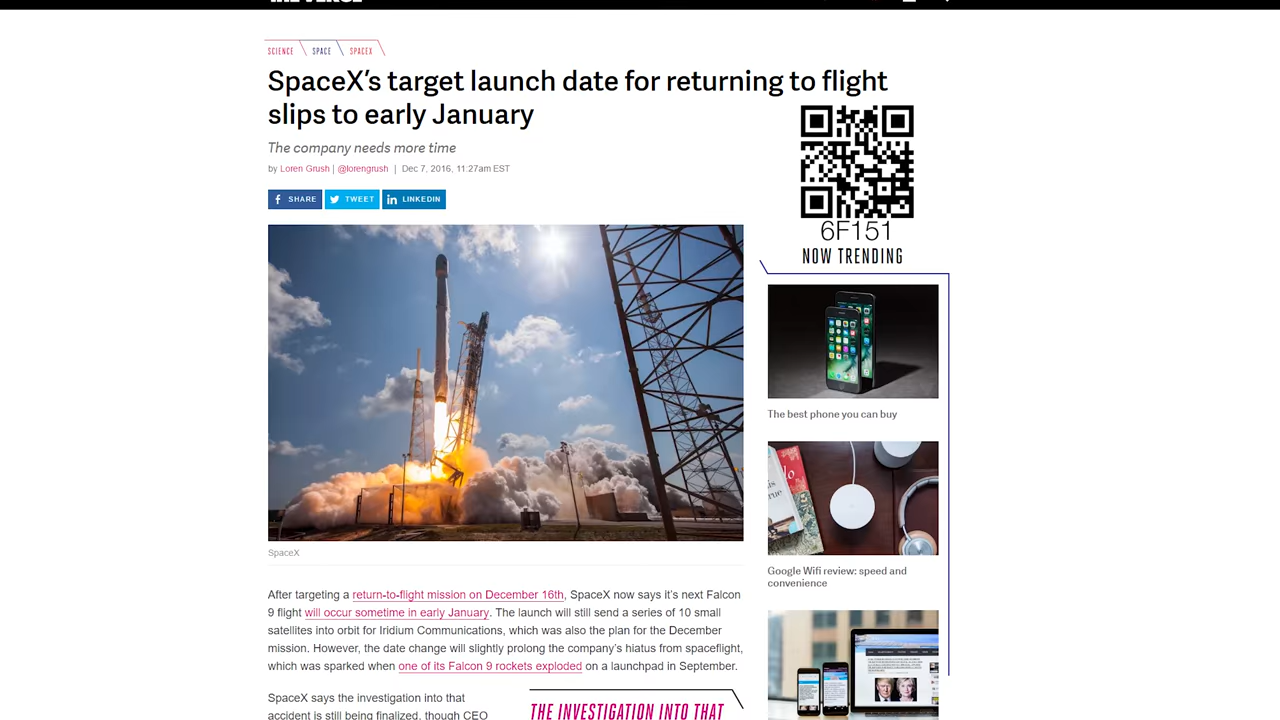 THE VERGE
SCIENCE SPACE SPACEX
SpaceX's target launch date for returning to flight
slips to early January
The company needs more time
by Loren Grush | @lorengrush | Dec 7, 2016, 11:27am EST
SHARE TWEET LINKEDIN
6F151
NOW TRENDING
The best phone you can buy
Google Wifi review: speed and
convenience
SpaceX
After targeting a return-to-flight mission on December 16th, SpaceX now says it's next Falcon
9 flight will occur sometime in early January. The launch will still send a series of 10 small
satellites into orbit for Iridium Communications, which was also the plan for the December
mission. However, the date change will slightly prolong the company's hiatus from spaceflight,
which was sparked when one of its Falcon 9 rockets exploded on a launchpad in September.
SpaceX says the investigation into that
accident is still being finalized, though CEO
THE INVESTIGATION INTO THAT